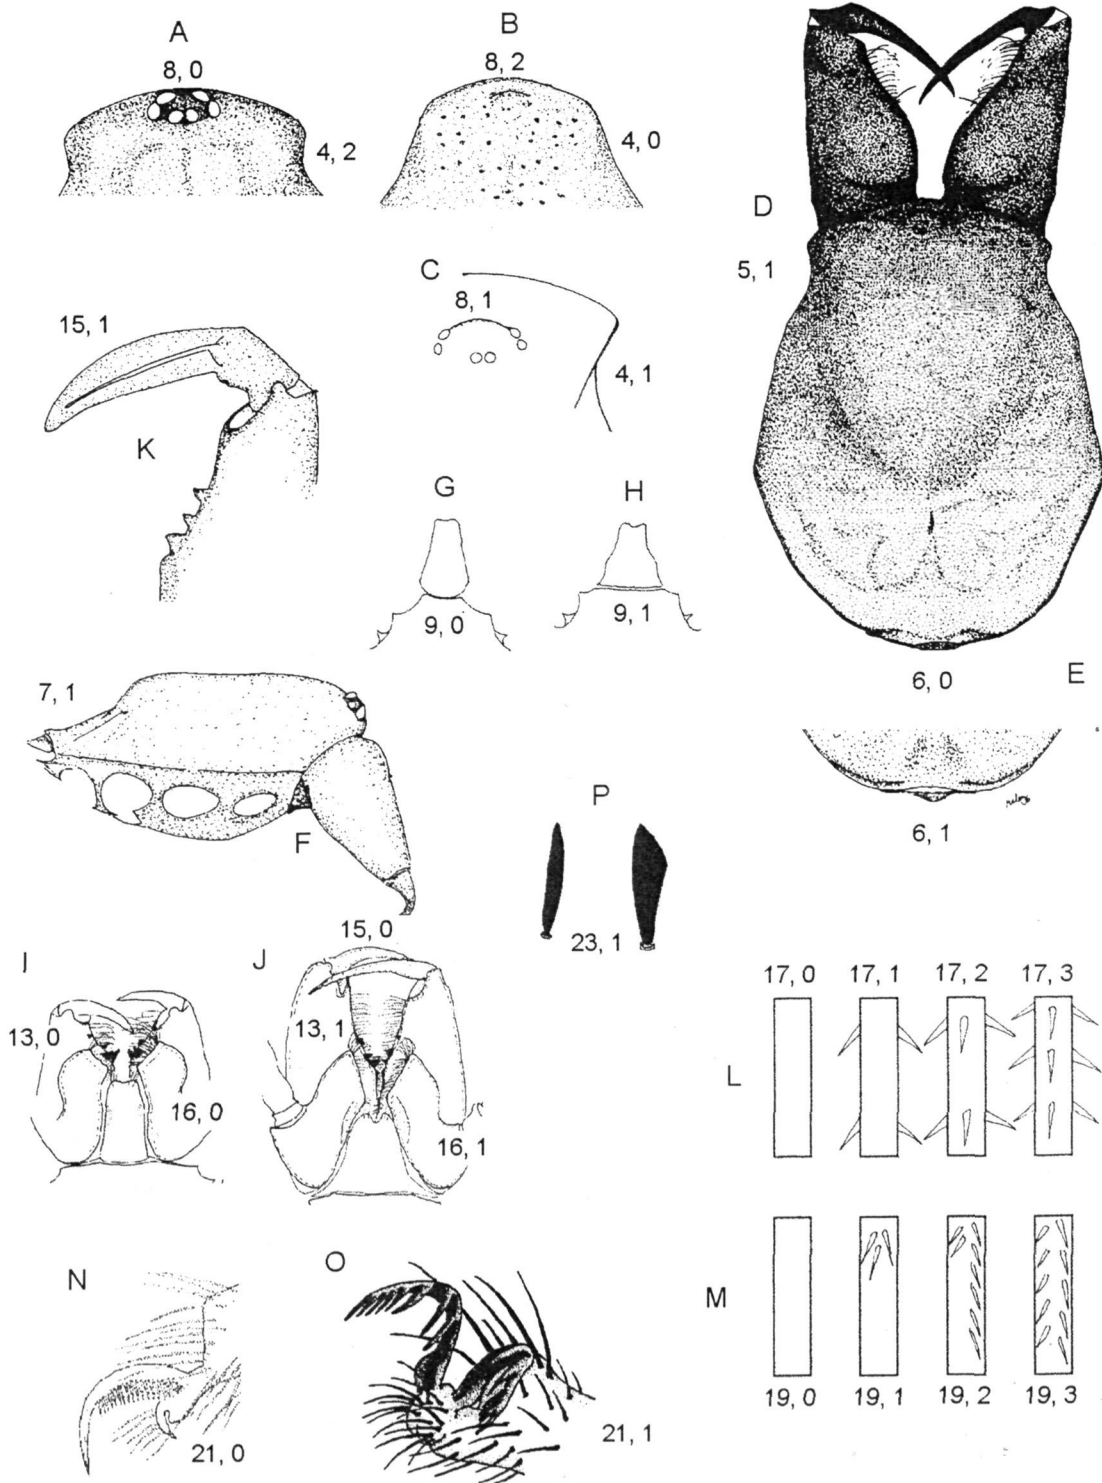 A
8, 0
4, 2
B
8, 2
4, 0
D
5, 1
C
8, 1
4, 1
15, 1
K
G
9, 0
H
9, 1
6, 0
E
6, 1
7, 1
F
P
23, 1
I
13, 0
16, 0
J
15, 0
13, 1
16, 1
L
17, 0 17, 1 17, 2 17, 3
M
19, 0 19, 1 19, 2 19, 3
N
21, 0
O
21, 1